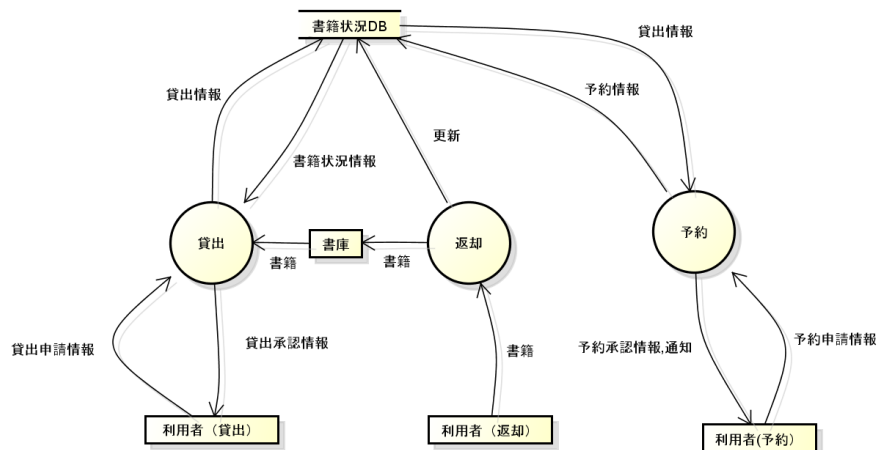 書籍状況DB
貸出情報
貸出情報
予約情報
更新
書籍状況情報
貸出
書庫
返却
予約
書籍
書籍
貸出申請情報
貸出承認情報
書籍
予約承認情報,通知
予約申請情報
利用者（貸出）
利用者（返却）
利用者(予約）